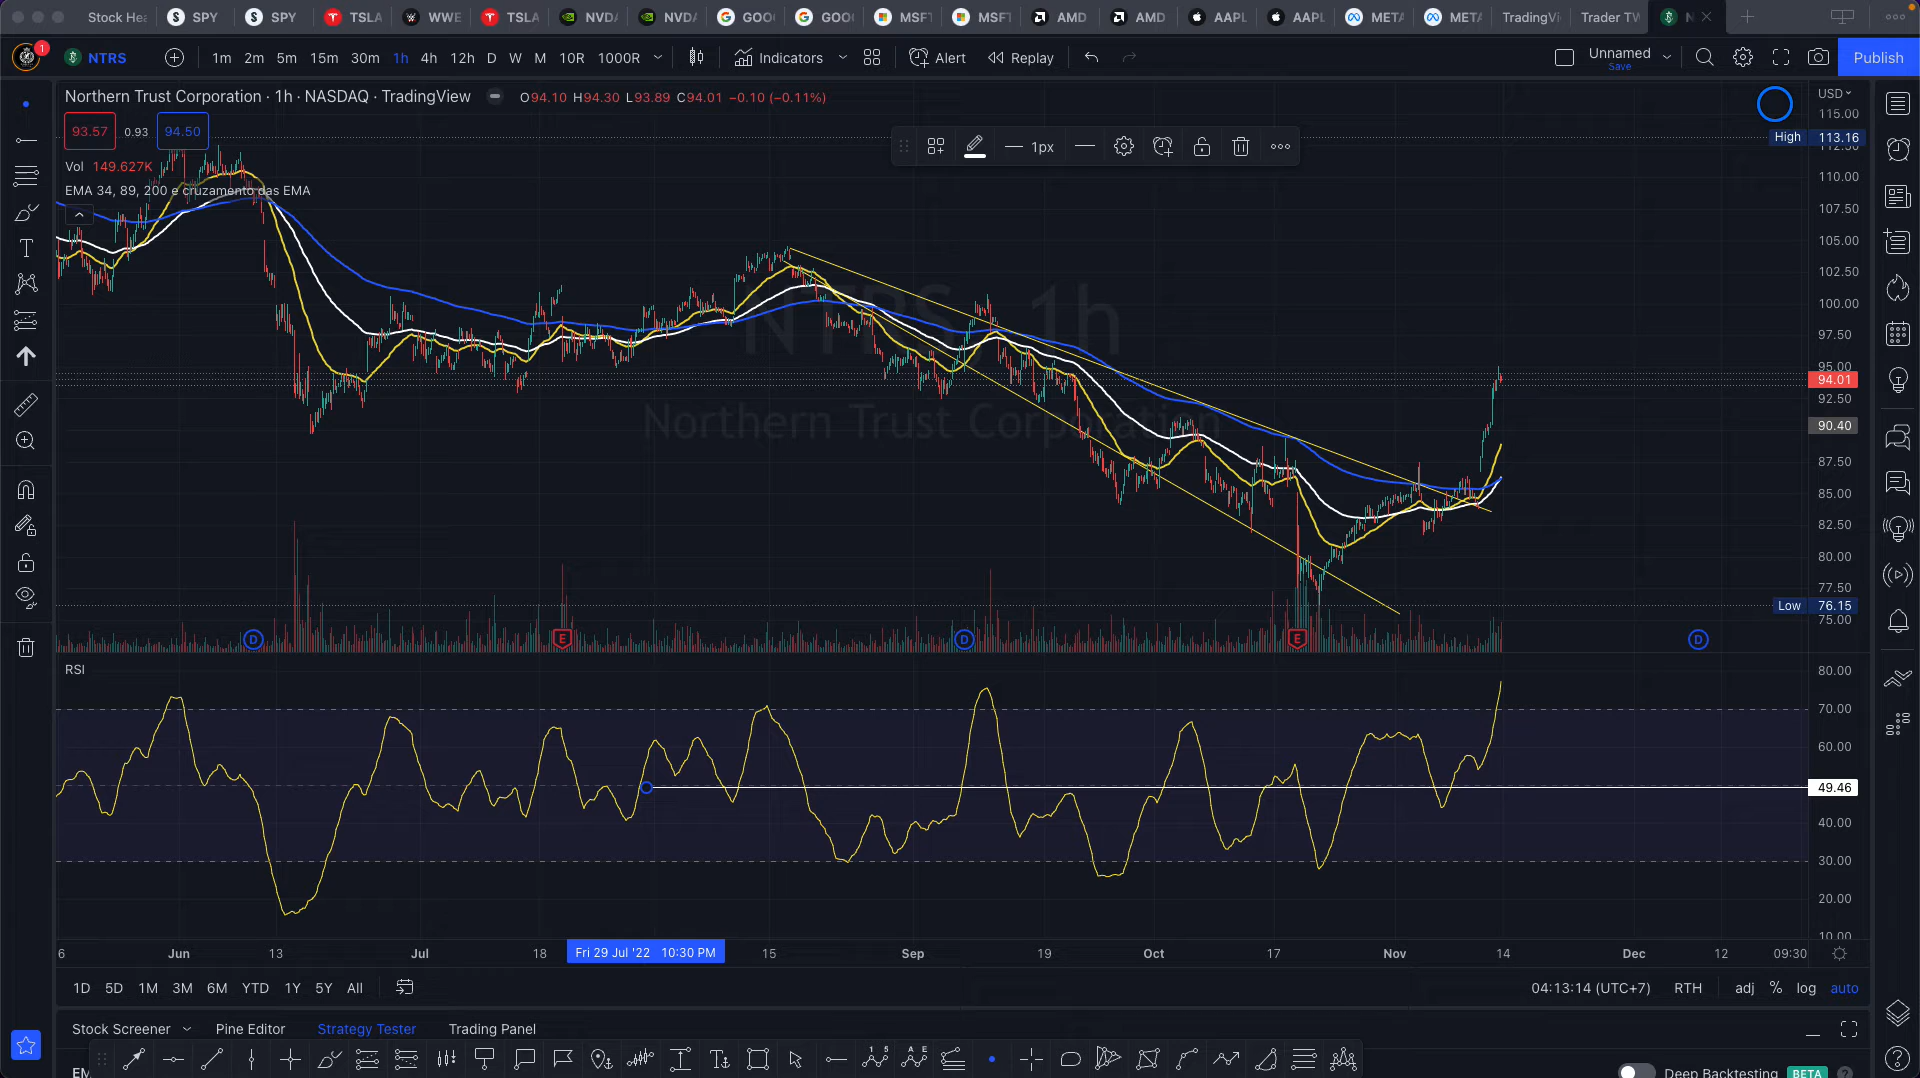 Stock Hea SPY SPY TSLA WWE TSLA NVDA NVDA GOOG GOOG MSFT MSFT AMD AMD AAPL AAPL META META TradingVi Trader TW N
1 NTRS 1m 2m 5m 15m 30m 1h 4h 12h D W M 10R 1000R Indicators Alert Replay Unnamed Save Publish
Northern Trust Corporation · 1h · NASDAQ · TradingView O94.10 H94.30 L93.89 C94.01 −0.10 (−0.11%)
93.57 0.93 94.50
Vol 149.627K
EMA 34, 89, 200 e cruzamento das EMA
1px
NTRS, 1h
Northern Trust Corporation
USD
115.00
High 113.16
112.50
110.00
107.50
105.00
102.50
100.00
97.50
95.00
94.01
92.50
90.40
87.50
85.00
82.50
80.00
77.50
Low 76.15
75.00
D E D E D
RSI
80.00
70.00
60.00
49.46
40.00
30.00
20.00
10.00
6 Jun 13 Jul 18 Fri 29 Jul '22 10:30 PM 15 Sep 19 Oct 17 Nov 14 Dec 12 09:30
1D 5D 1M 3M 6M YTD 1Y 5Y All 04:13:14 (UTC+7) RTH adj % log auto
Stock Screener Pine Editor Strategy Tester Trading Panel
EM Deep Backtesting BETA